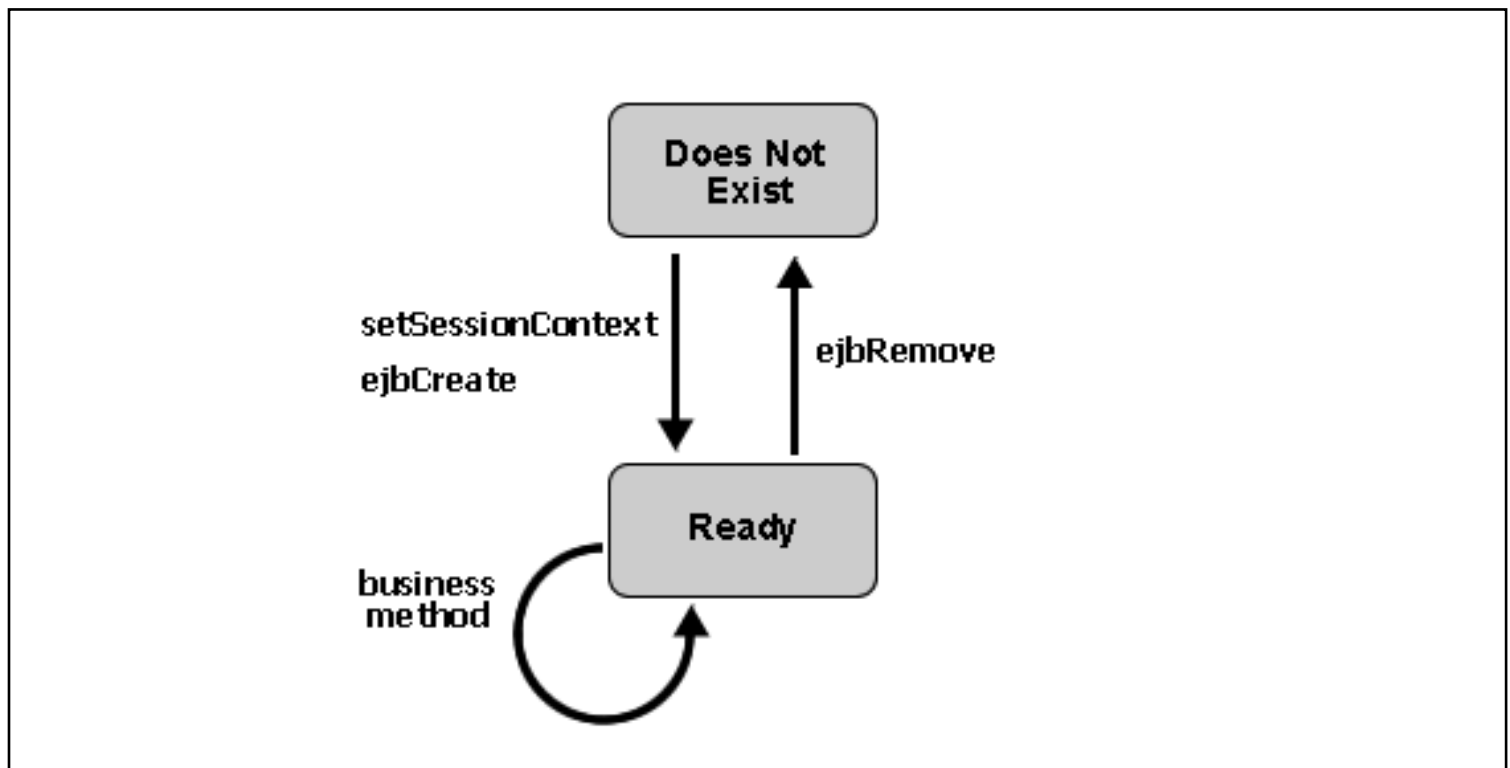 Does Not
Exist
setSessionContext
ejbCreate
ejbRemove
Ready
business
method